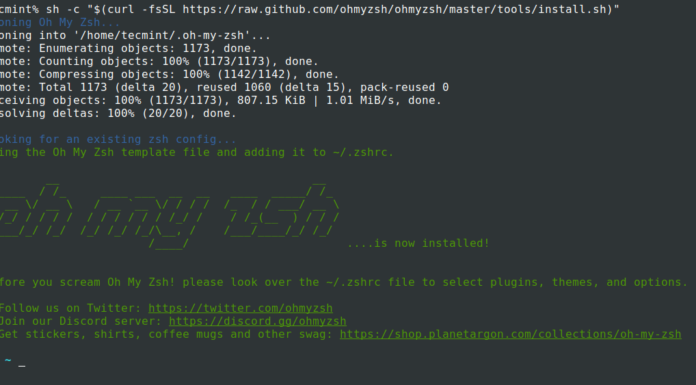 cmint% sh -c "$(curl -fsSL https://raw.github.com/ohmyzsh/ohmyzsh/master/tools/install.sh)"
oning Oh My Zsh...
oning into '/home/tecmint/.oh-my-zsh'...
mote: Enumerating objects: 1173, done.
mote: Counting objects: 100% (1173/1173), done.
mote: Compressing objects: 100% (1142/1142), done.
mote: Total 1173 (delta 20), reused 1060 (delta 15), pack-reused 0
ceiving objects: 100% (1173/1173), 807.15 KiB | 1.01 MiB/s, done.
solving deltas: 100% (20/20), done.
oking for an existing zsh config...
ing the Oh My Zsh template file and adding it to ~/.zshrc.
oh my zsh
....is now installed!
fore you scream Oh My Zsh! please look over the ~/.zshrc file to select plugins, themes, and options.
Follow us on Twitter: https://twitter.com/ohmyzsh
Join our Discord server: https://discord.gg/ohmyzsh
Get stickers, shirts, coffee mugs and other swag: https://shop.planetargon.com/collections/oh-my-zsh
~ _